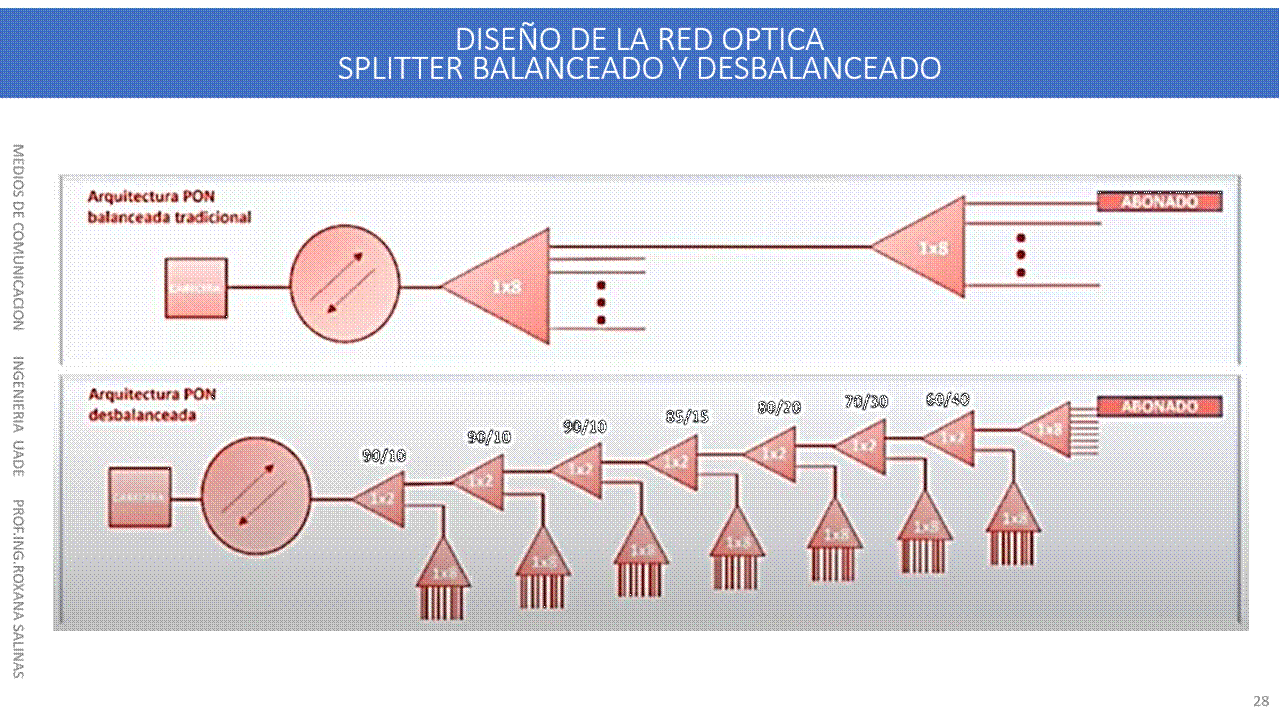 DISEÑO DE LA RED OPTICA
SPLITTER BALANCEADO Y DESBALANCEADO
MEDIOS DE COMUNICACION INGENIERIA UADE PROF.ING.ROXANA SALINAS
Arquitectura PON
balanceada tradicional
CABECERA
1x8
1x8
ABONADO
Arquitectura PON
desbalanceada
CABECERA
90/10
90/10
90/10
85/15
80/20
70/30
60/40
1x2
1x2
1x2
1x2
1x2
1x2
1x2
1x8
ABONADO
1x8
1x8
1x8
1x8
1x8
1x8
1x8
28